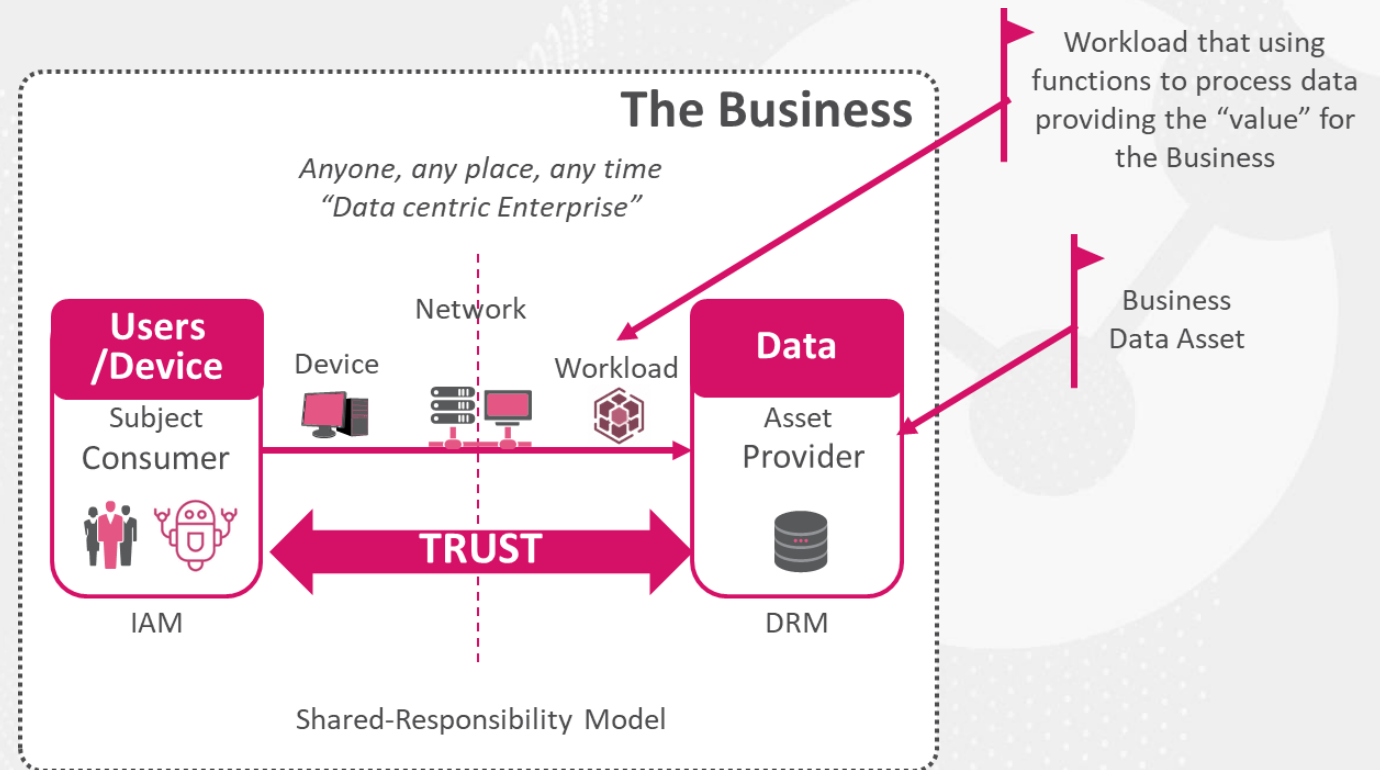 Workload that using
functions to process data
providing the “value” for
the Business
The Business
Anyone, any place, any time
“Data centric Enterprise”
Business
Data Asset
Users
/Device
Device
Network
Workload
Data
Subject
Consumer
Asset
Provider
TRUST
IAM
DRM
Shared-Responsibility Model